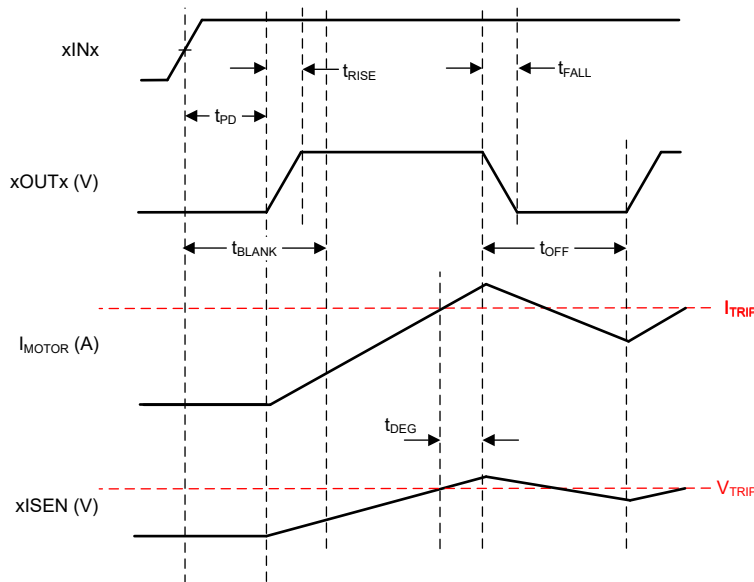 xINx
tRISE
tFALL
tPD
xOUTx (V)
tBLANK
tOFF
ITRIP
IMOTOR (A)
tDEG
xISEN (V)
VTRIP